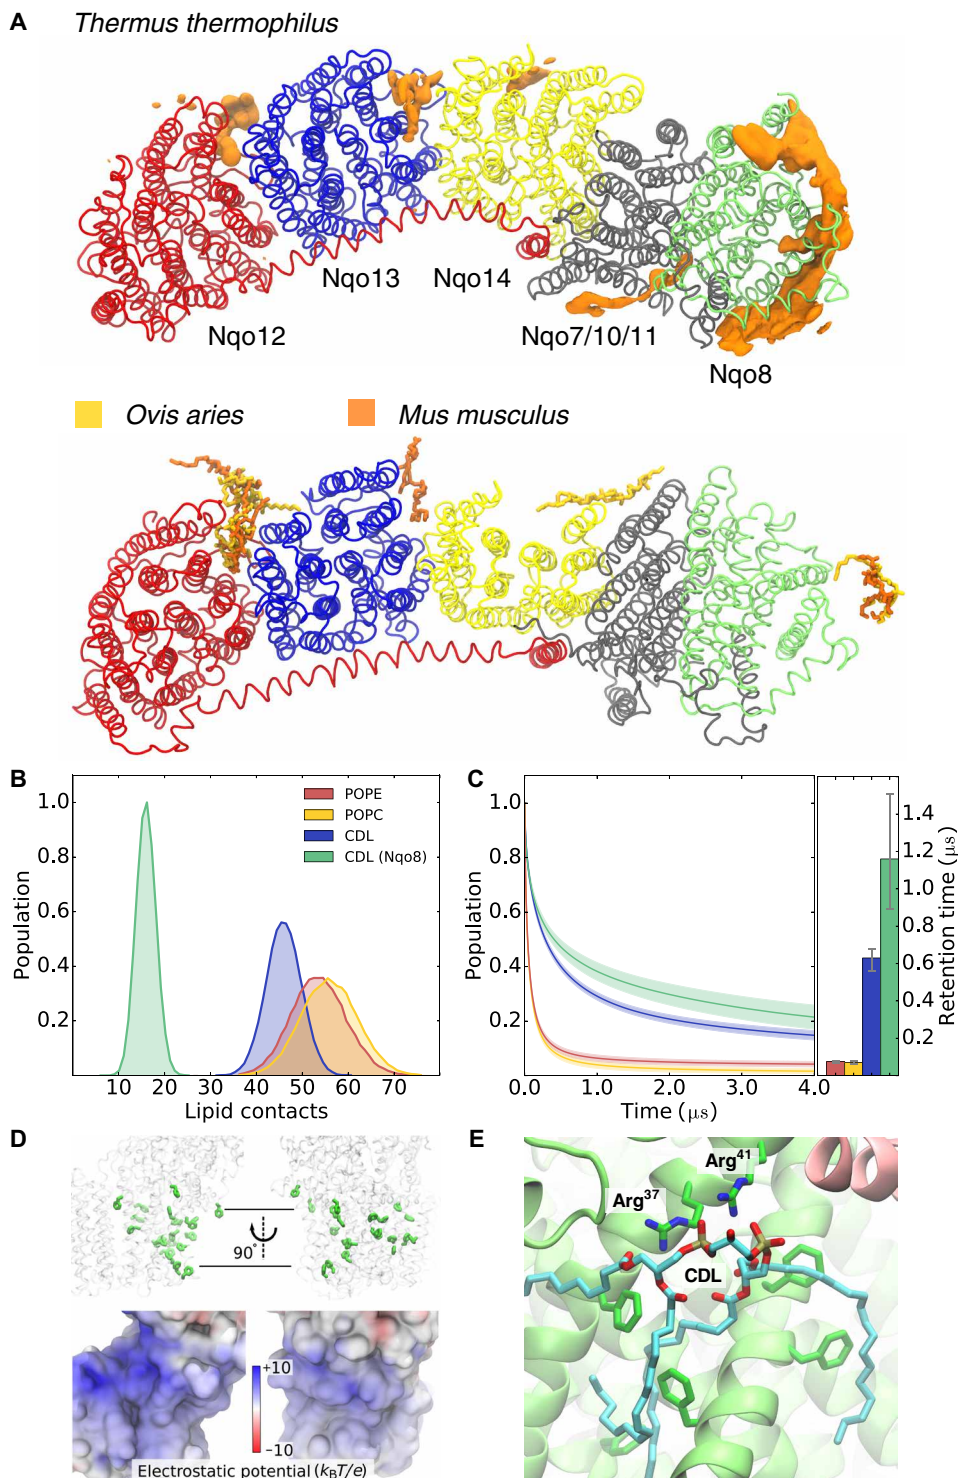 A Thermus thermophilus
Nqo13 Nqo14
Nqo12
Nqo7/10/11
Nqo8
Ovis aries Mus musculus
B
1.0
0.8
0.6
0.4
0.2
Population
10 20 30 40 50 60 70
Lipid contacts
POPE
POPC
CDL
CDL (Nqo8)
C
1.0
0.8
0.6
0.4
0.2
Population
0.0 1.0 2.0 3.0 4.0
Time (μs)
1.4
1.2
1.0
0.8
0.6
0.4
0.2
Retention time (μs)
D
90°
+10
−10
Electrostatic potential (kBT/e)
E
Arg41
Arg37
CDL